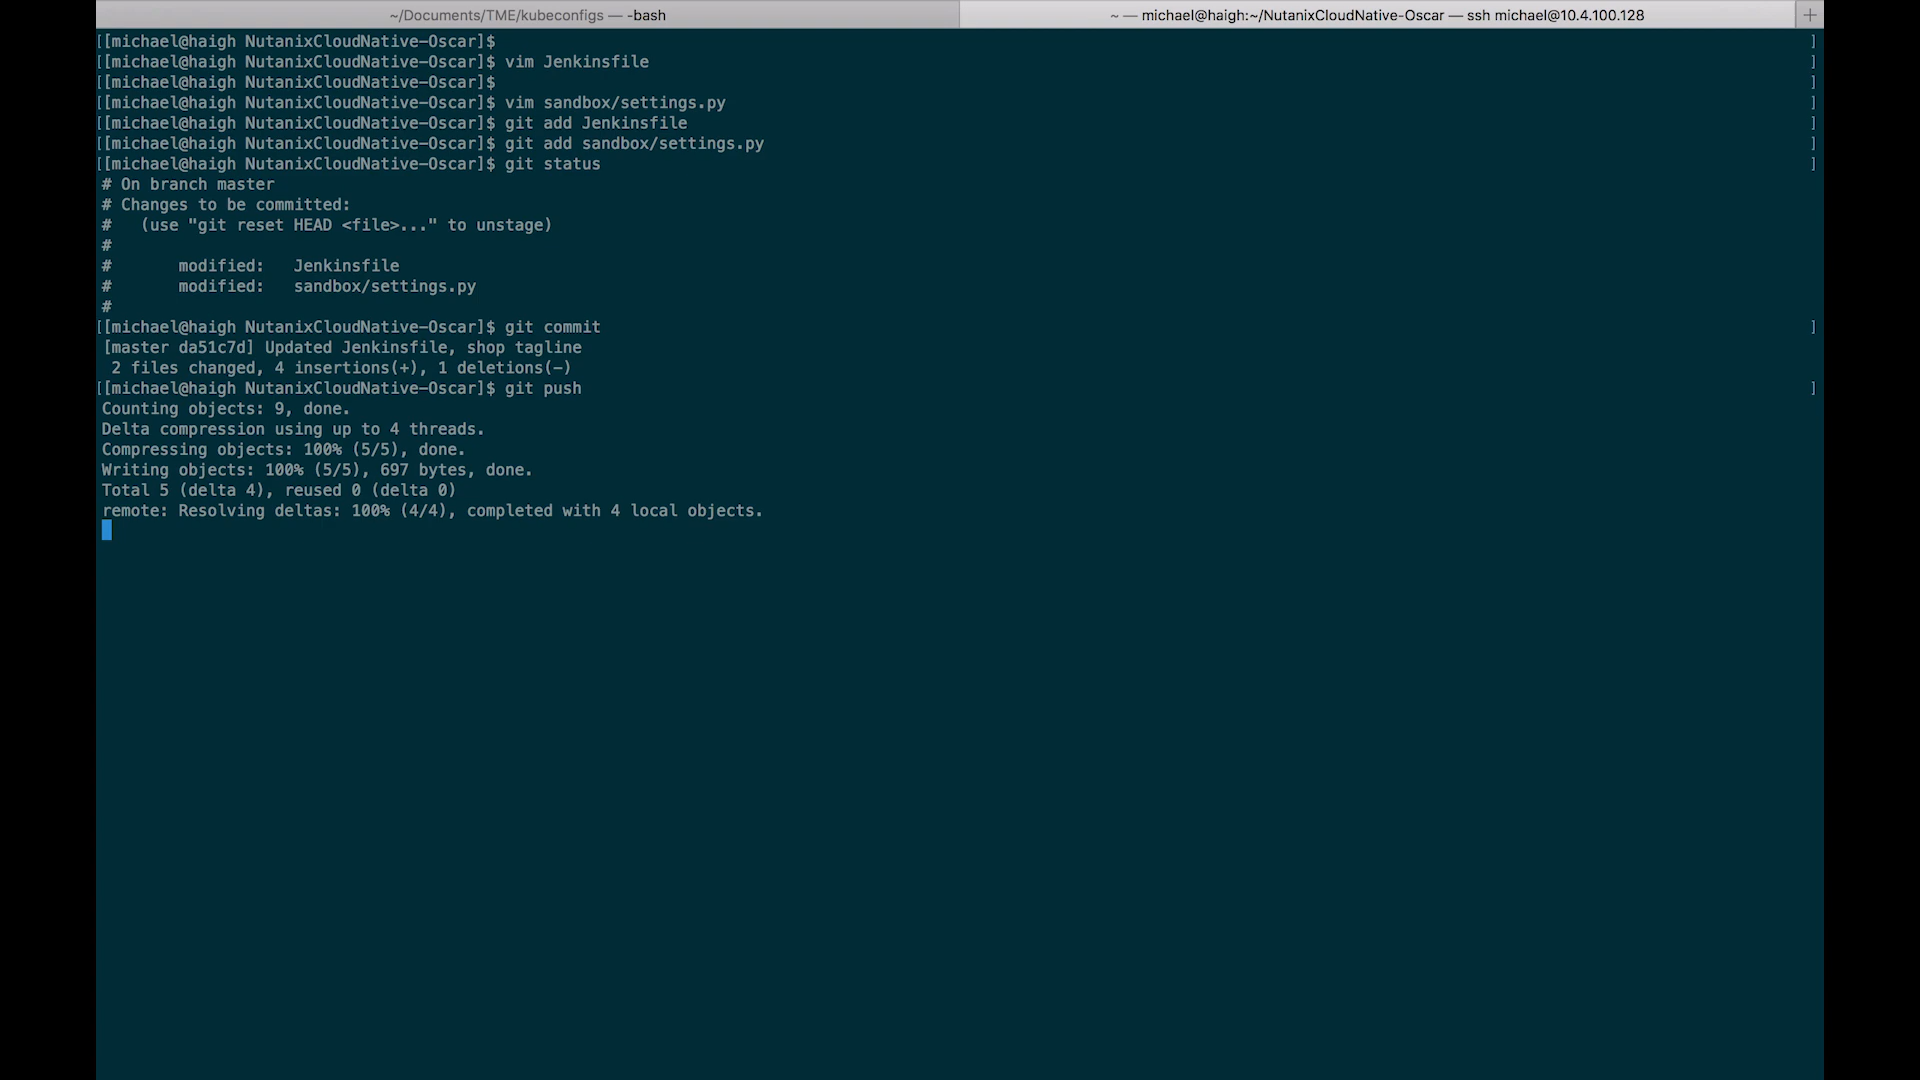 ~/Documents/TME/kubeconfigs — -bash
~ — michael@haigh:~/NutanixCloudNative-Oscar — ssh michael@10.4.100.128
[[michael@haigh NutanixCloudNative-Oscar]$ ]
[[michael@haigh NutanixCloudNative-Oscar]$ vim Jenkinsfile ]
[[michael@haigh NutanixCloudNative-Oscar]$ ]
[[michael@haigh NutanixCloudNative-Oscar]$ vim sandbox/settings.py ]
[[michael@haigh NutanixCloudNative-Oscar]$ git add Jenkinsfile ]
[[michael@haigh NutanixCloudNative-Oscar]$ git add sandbox/settings.py ]
[[michael@haigh NutanixCloudNative-Oscar]$ git status ]
# On branch master
# Changes to be committed:
#   (use "git reset HEAD <file>..." to unstage)
#
#       modified:   Jenkinsfile
#       modified:   sandbox/settings.py
#
[[michael@haigh NutanixCloudNative-Oscar]$ git commit ]
[master da51c7d] Updated Jenkinsfile, shop tagline
 2 files changed, 4 insertions(+), 1 deletions(-)
[[michael@haigh NutanixCloudNative-Oscar]$ git push ]
Counting objects: 9, done.
Delta compression using up to 4 threads.
Compressing objects: 100% (5/5), done.
Writing objects: 100% (5/5), 697 bytes, done.
Total 5 (delta 4), reused 0 (delta 0)
remote: Resolving deltas: 100% (4/4), completed with 4 local objects.